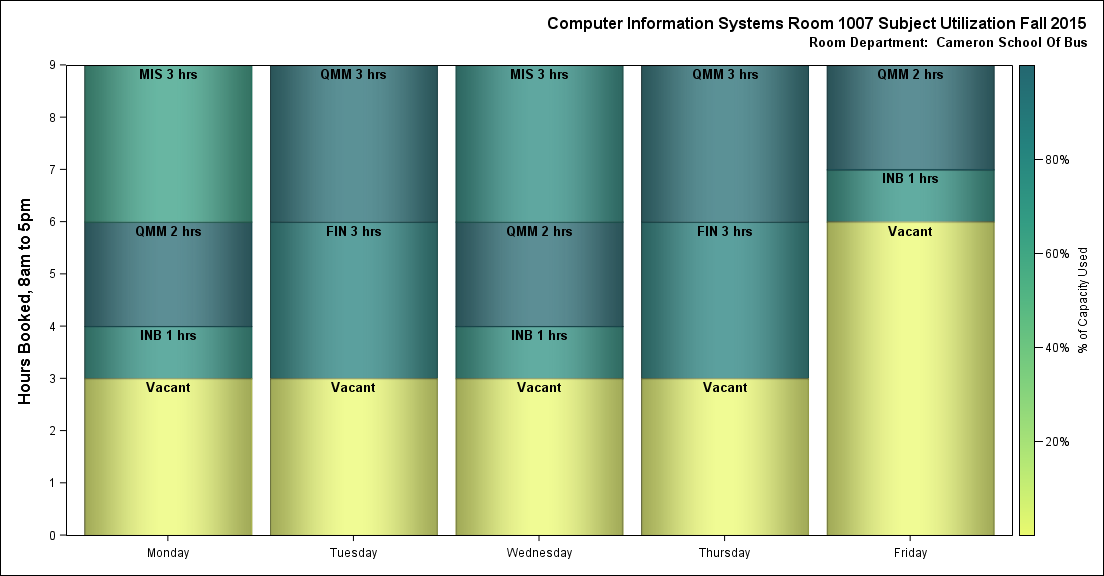 Computer Information Systems Room 1007 Subject Utilization Fall 2015
Room Department: Cameron School Of Bus
Hours Booked, 8am to 5pm
9
8
7
6
5
4
3
2
1
0
MIS 3 hrs
QMM 2 hrs
INB 1 hrs
Vacant
Monday
QMM 3 hrs
FIN 3 hrs
Vacant
Tuesday
MIS 3 hrs
QMM 2 hrs
INB 1 hrs
Vacant
Wednesday
QMM 3 hrs
FIN 3 hrs
Vacant
Thursday
QMM 2 hrs
INB 1 hrs
Vacant
Friday
80%
60%
40%
20%
% of Capacity Used